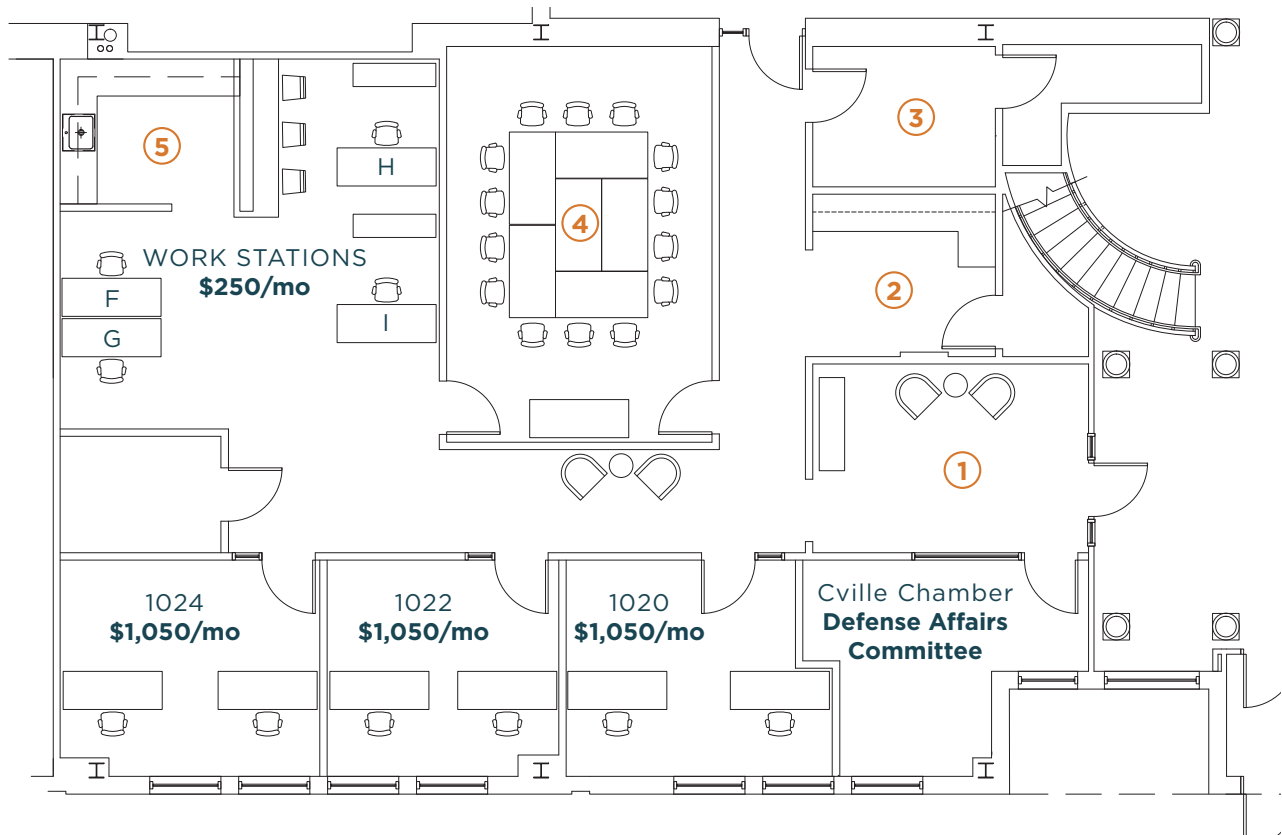 3
5
H
4
WORK STATIONS
$250/mo
F
G
I
2
1
1024
$1,050/mo
1022
$1,050/mo
1020
$1,050/mo
Cville Chamber
Defense Affairs
Committee